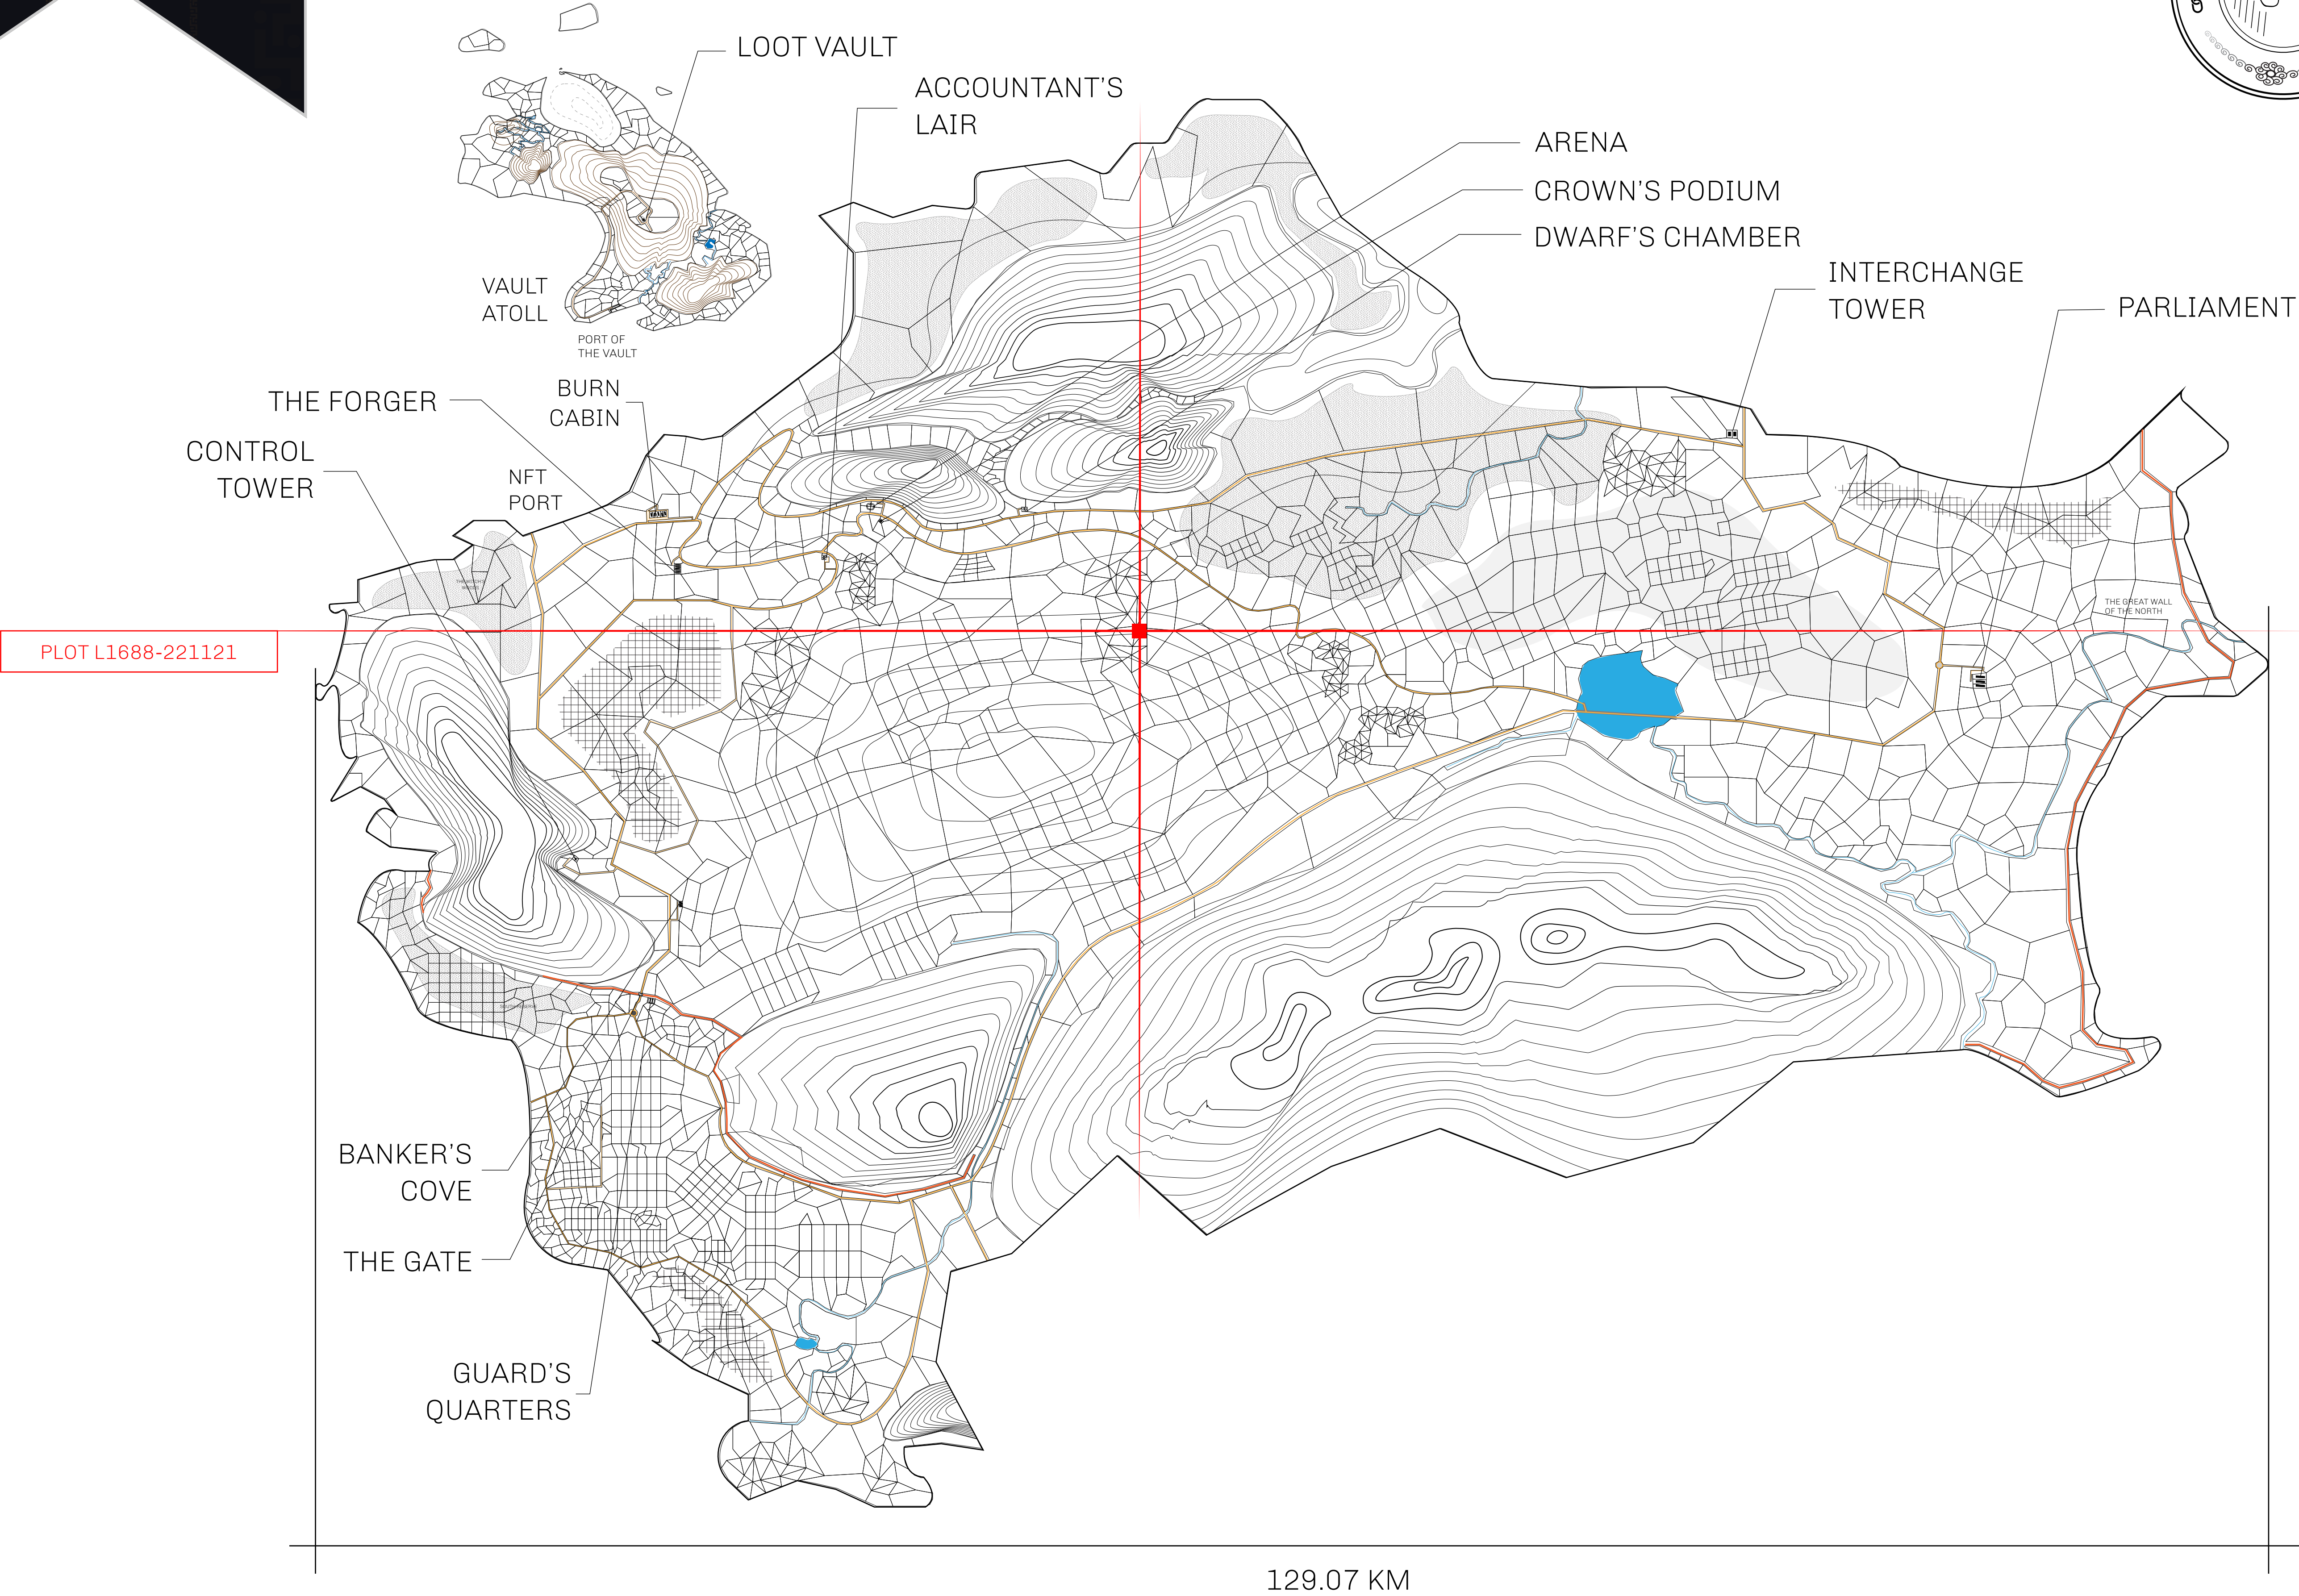 LOOT VAULT
ACCOUNTANT'S
LAIR
ARENA
CROWN'S PODIUM
DWARF'S CHAMBER
INTERCHANGE
TOWER
PARLIAMENT
VAULT
ATOLL
PORT OF
THE VAULT
BURN
CABIN
THE FORGER
CONTROL
TOWER
NFT
PORT
THE GREAT WALL
OF THE NORTH
PLOT L1688-221121
BANKER'S
COVE
THE GATE
GUARD'S
QUARTERS
129.07 KM